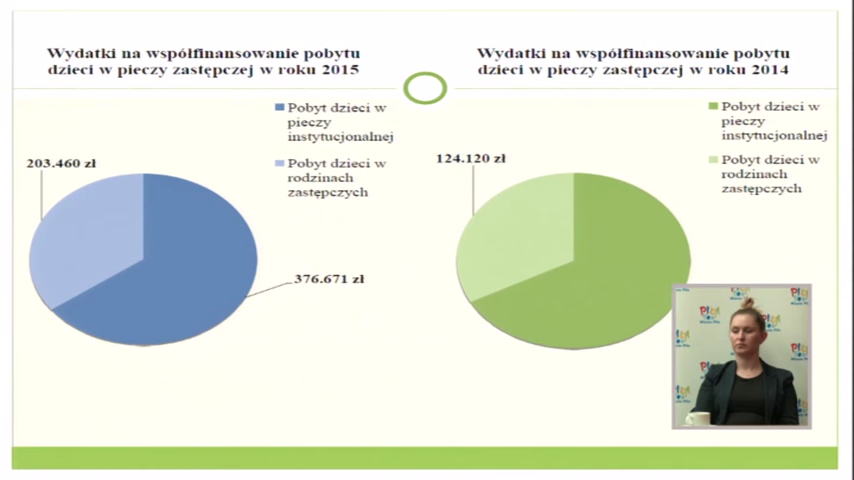 Wydatki na współfinansowanie pobytu
dzieci w pieczy zastępczej w roku 2015
Pobyt dzieci w
pieczy
instytucjonalnej
Pobyt dzieci w
rodzinach
zastępczych
203.460 zł
376.671 zł
Wydatki na współfinansowanie pobytu
dzieci w pieczy zastępczej w roku 2014
Pobyt dzieci w
pieczy
instytucjonalnej
Pobyt dzieci w
rodzinach
zastępczych
124.120 zł